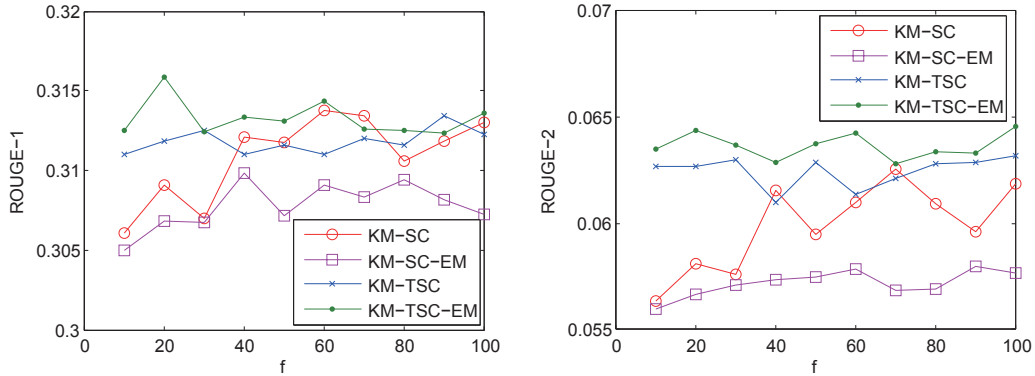 0.32
0.315
0.31
0.305
0.3
ROUGE−1
0 20 40 60 80 100
f
KM−SC
KM−SC−EM
KM−TSC
KM−TSC−EM
0.07
0.065
0.06
0.055
ROUGE−2
0 20 40 60 80 100
f
KM−SC
KM−SC−EM
KM−TSC
KM−TSC−EM